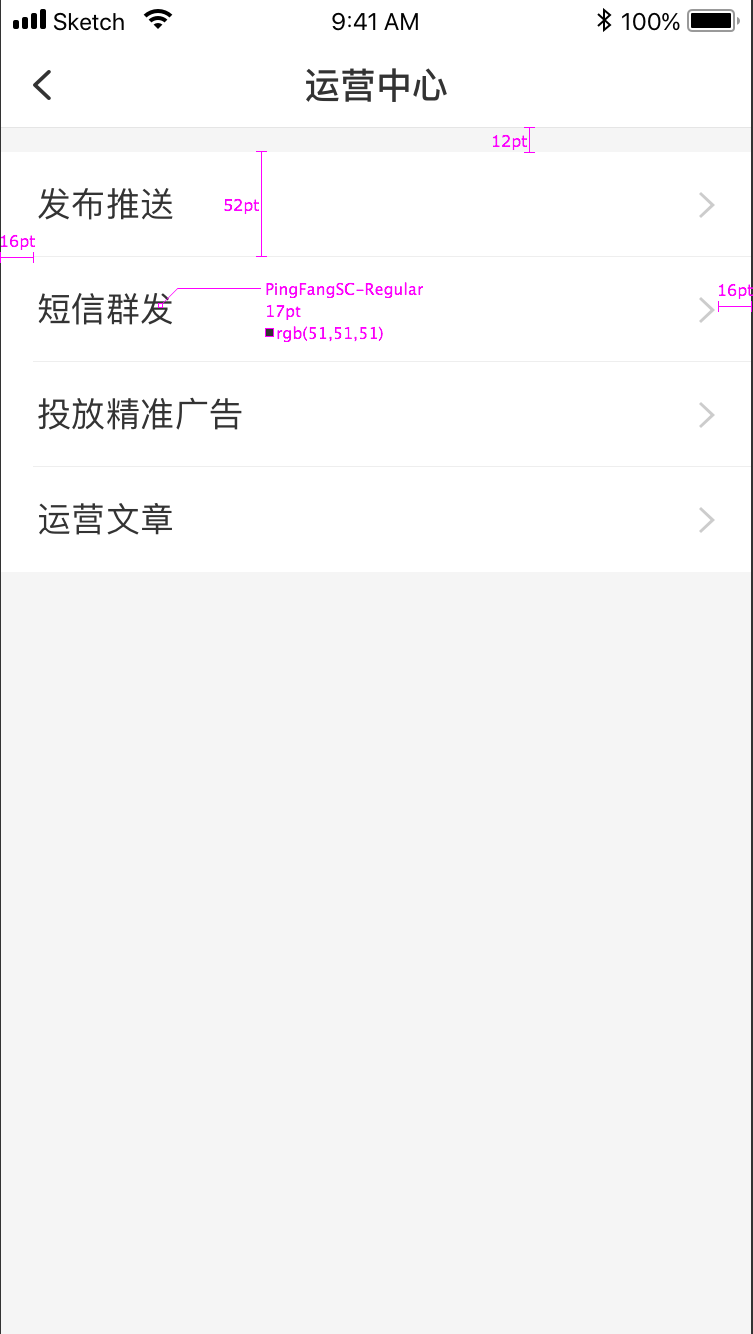 Sketch 9:41 AM 100%
运营中心
12pt
发布推送
52pt
16pt
短信群发
PingFangSC-Regular
17pt
rgb(51,51,51)
16pt
投放精准广告
运营文章